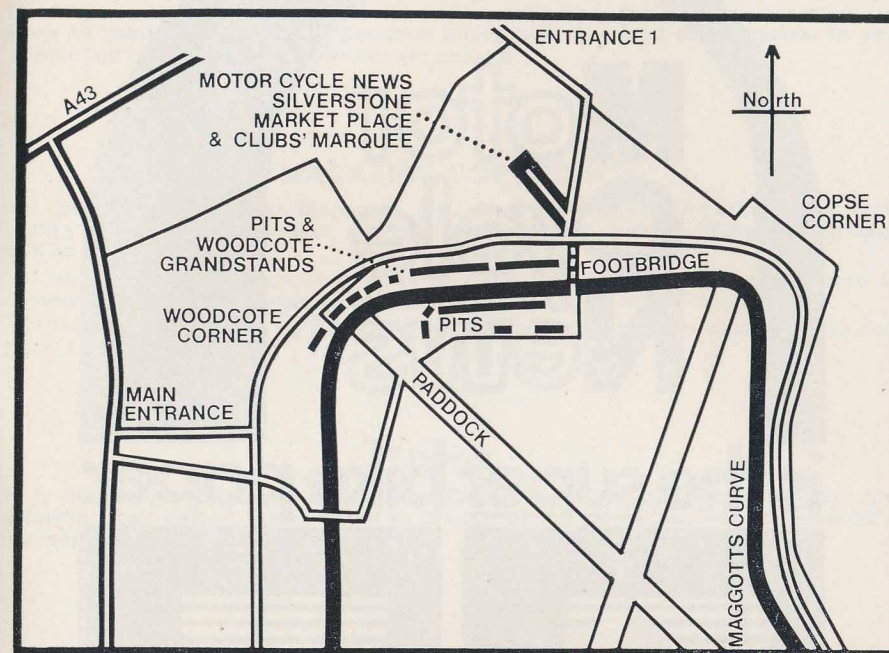 ENTRANCE 1
A43
MOTOR CYCLE NEWS
SILVERSTONE
MARKET PLACE
& CLUBS' MARQUEE
North
COPSE
CORNER
PITS &
WOODCOTE
GRANDSTANDS
FOOTBRIDGE
WOODCOTE
CORNER
PITS
MAIN
ENTRANCE
PADDOCK
MAGGOTTS CURVE